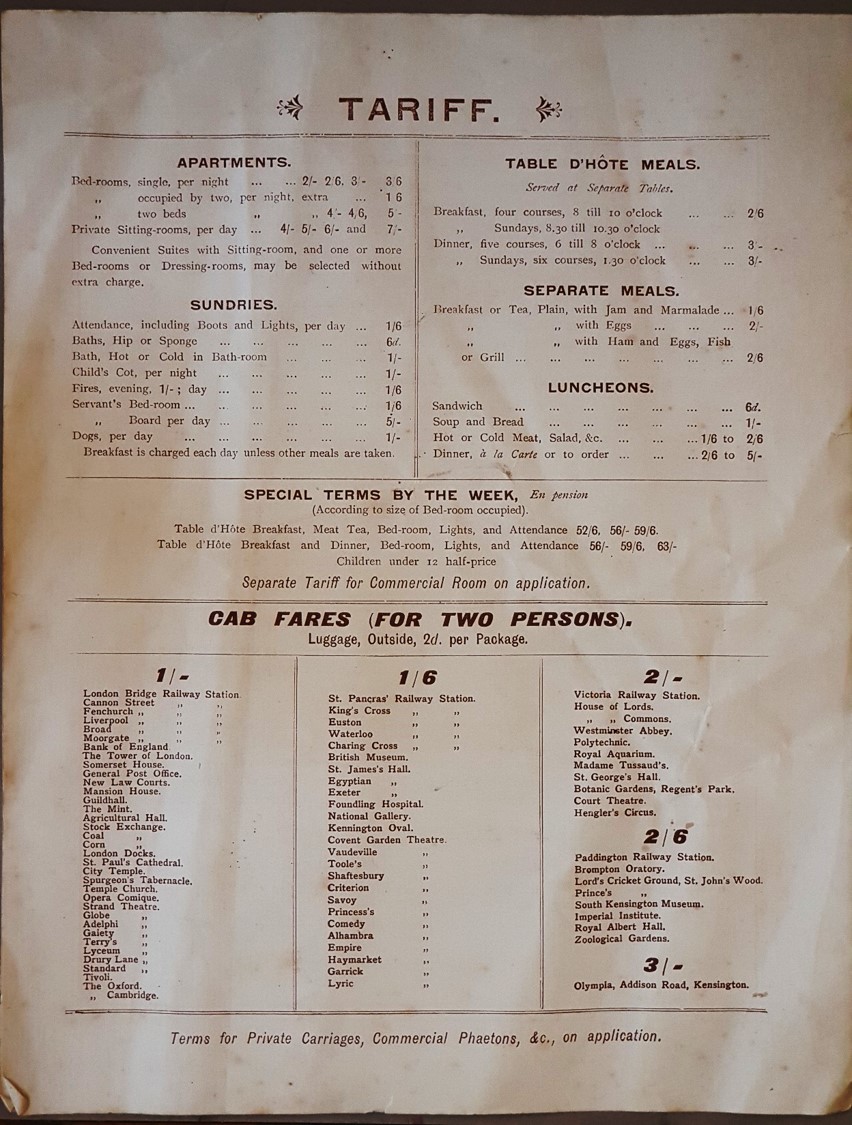 TARIFF.
APARTMENTS.
Bed-rooms, single, per night ... ... 2/- 2/6. 3/- 3/6
„ occupied by two, per night, extra ... 1/6
„ two beds „ „ 4/- 4/6, 5/-
Private Sitting-rooms, per day ... 4/- 5/- 6/- and 7/-
Convenient Suites with Sitting-room, and one or more
Bed-rooms or Dressing-rooms, may be selected without
extra charge.
SUNDRIES.
Attendance, including Boots and Lights, per day ... 1/6
Baths, Hip or Sponge ... ... ... ... ... 6d.
Bath, Hot or Cold in Bath-room ... ... ... 1/-
Child's Cot, per night ... ... ... ... ... 1/-
Fires, evening, 1/- ; day ... ... ... ... ... 1/6
Servant's Bed-room ... ... ... ... ... ... 1/6
„ Board per day ... ... ... ... ... 5/-
Dogs, per day ... ... ... ... ... ... 1/-
Breakfast is charged each day unless other meals are taken.
TABLE D'HÔTE MEALS.
Served at Separate Tables.
Breakfast, four courses, 8 till 10 o'clock ... ... 2/6
„ Sundays, 8.30 till 10.30 o'clock
Dinner, five courses, 6 till 8 o'clock ... ... ... 3/-
„ Sundays, six courses, 1.30 o'clock ... ... 3/-
SEPARATE MEALS.
Breakfast or Tea, Plain, with Jam and Marmalade ... 1/6
„ „ with Eggs ... ... ... 2/-
„ „ with Ham and Eggs, Fish
or Grill ... ... ... ... ... ... ... 2/6
LUNCHEONS.
Sandwich ... ... ... ... ... ... ... 6d.
Soup and Bread ... ... ... ... ... ... 1/-
Hot or Cold Meat, Salad, &c. ... ... ... 1/6 to 2/6
Dinner, à la Carte or to order ... ... ... 2/6 to 5/-
SPECIAL TERMS BY THE WEEK, En pension
(According to size of Bed-room occupied).
Table d'Hôte Breakfast, Meat Tea, Bed-room, Lights, and Attendance 52/6, 56/- 59/6.
Table d'Hôte Breakfast and Dinner, Bed-room, Lights, and Attendance 56/- 59/6, 63/-
Children under 12 half-price
Separate Tariff for Commercial Room on application.
CAB FARES (FOR TWO PERSONS).
Luggage, Outside, 2d. per Package.
1/-
London Bridge Railway Station.
Cannon Street „ „
Fenchurch „ „ „
Liverpool „ „ „
Broad „ „ „
Moorgate „ „ „
Bank of England.
The Tower of London.
Somerset House.
General Post Office.
New Law Courts.
Mansion House.
Guildhall.
The Mint.
Agricultural Hall.
Stock Exchange.
Coal „
Corn „
London Docks.
St. Paul's Cathedral.
City Temple.
Spurgeon's Tabernacle.
Temple Church.
Opera Comique.
Strand Theatre.
Globe „
Adelphi „
Gaiety „
Terry's „
Lyceum „
Drury Lane „
Standard „
Tivoli.
The Oxford.
„ Cambridge.
1/6
St. Pancras' Railway Station.
King's Cross „ „
Euston „ „
Waterloo „ „
Charing Cross „ „
British Museum.
St. James's Hall.
Egyptian „
Exeter „
Foundling Hospital.
National Gallery.
Kennington Oval.
Covent Garden Theatre.
Vaudeville „
Toole's „
Shaftesbury „
Criterion „
Savoy „
Princess's „
Comedy „
Alhambra „
Empire „
Haymarket „
Garrick „
Lyric „
2/-
Victoria Railway Station.
House of Lords.
„ „ Commons.
Westminster Abbey.
Polytechnic.
Royal Aquarium.
Madame Tussaud's.
St. George's Hall.
Botanic Gardens, Regent's Park.
Court Theatre.
Hengler's Circus.
2/6
Paddington Railway Station.
Brompton Oratory.
Lord's Cricket Ground, St. John's Wood.
Prince's „
South Kensington Museum.
Imperial Institute.
Royal Albert Hall.
Zoological Gardens.
3/-
Olympia, Addison Road, Kensington.
Terms for Private Carriages, Commercial Phaetons, &c., on application.